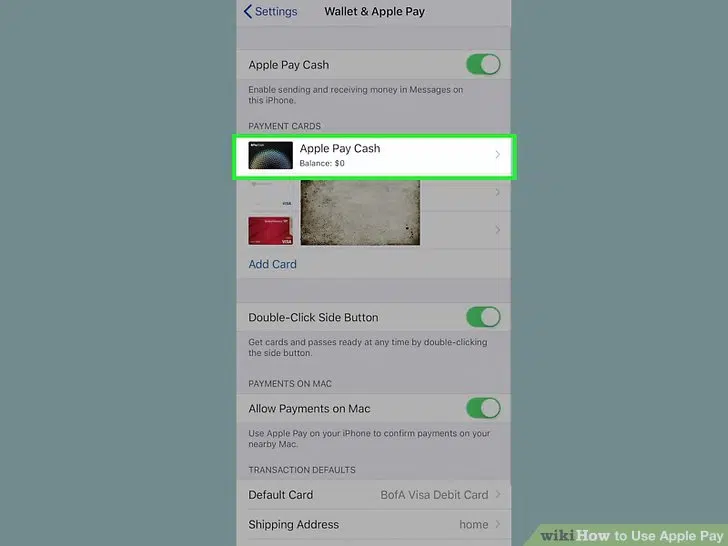 Settings
Wallet & Apple Pay
Apple Pay Cash
Enable sending and receiving money in Messages on
this iPhone.
PAYMENT CARDS
Apple Pay Cash
Balance: $0
VISA
VISA
Add Card
Double-Click Side Button
Get cards and passes ready at any time by double-clicking
the side button.
PAYMENTS ON MAC
Allow Payments on Mac
Use Apple Pay on your iPhone to confirm payments on your
nearby Mac.
TRANSACTION DEFAULTS
Default Card BofA Visa Debit Card
Shipping Address home
wikiHow to Use Apple Pay